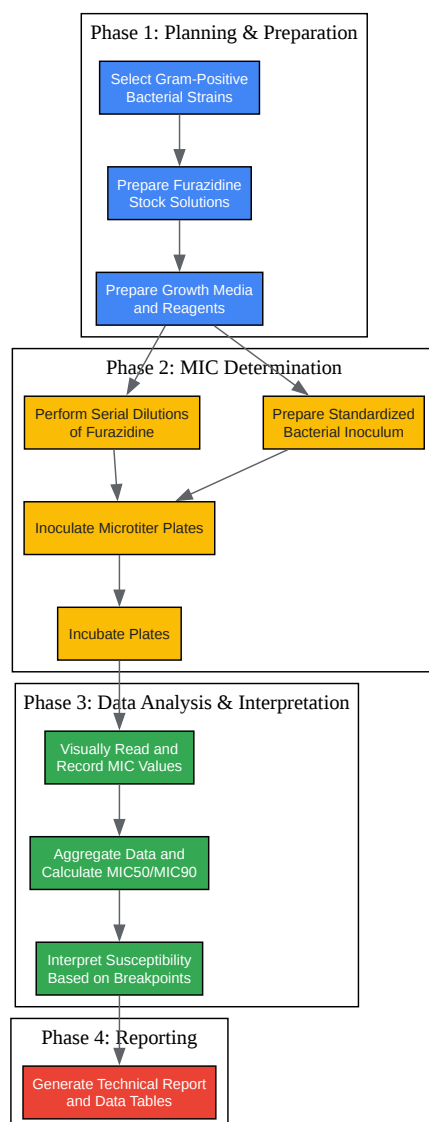 Phase 1: Planning & Preparation
Select Gram-Positive
Bacterial Strains
Prepare Furazidine
Stock Solutions
Prepare Growth Media
and Reagents
Phase 2: MIC Determination
Perform Serial Dilutions
of Furazidine
Prepare Standardized
Bacterial Inoculum
Inoculate Microtiter Plates
Incubate Plates
Phase 3: Data Analysis & Interpretation
Visually Read and
Record MIC Values
Aggregate Data and
Calculate MIC50/MIC90
Interpret Susceptibility
Based on Breakpoints
Phase 4: Reporting
Generate Technical Report
and Data Tables